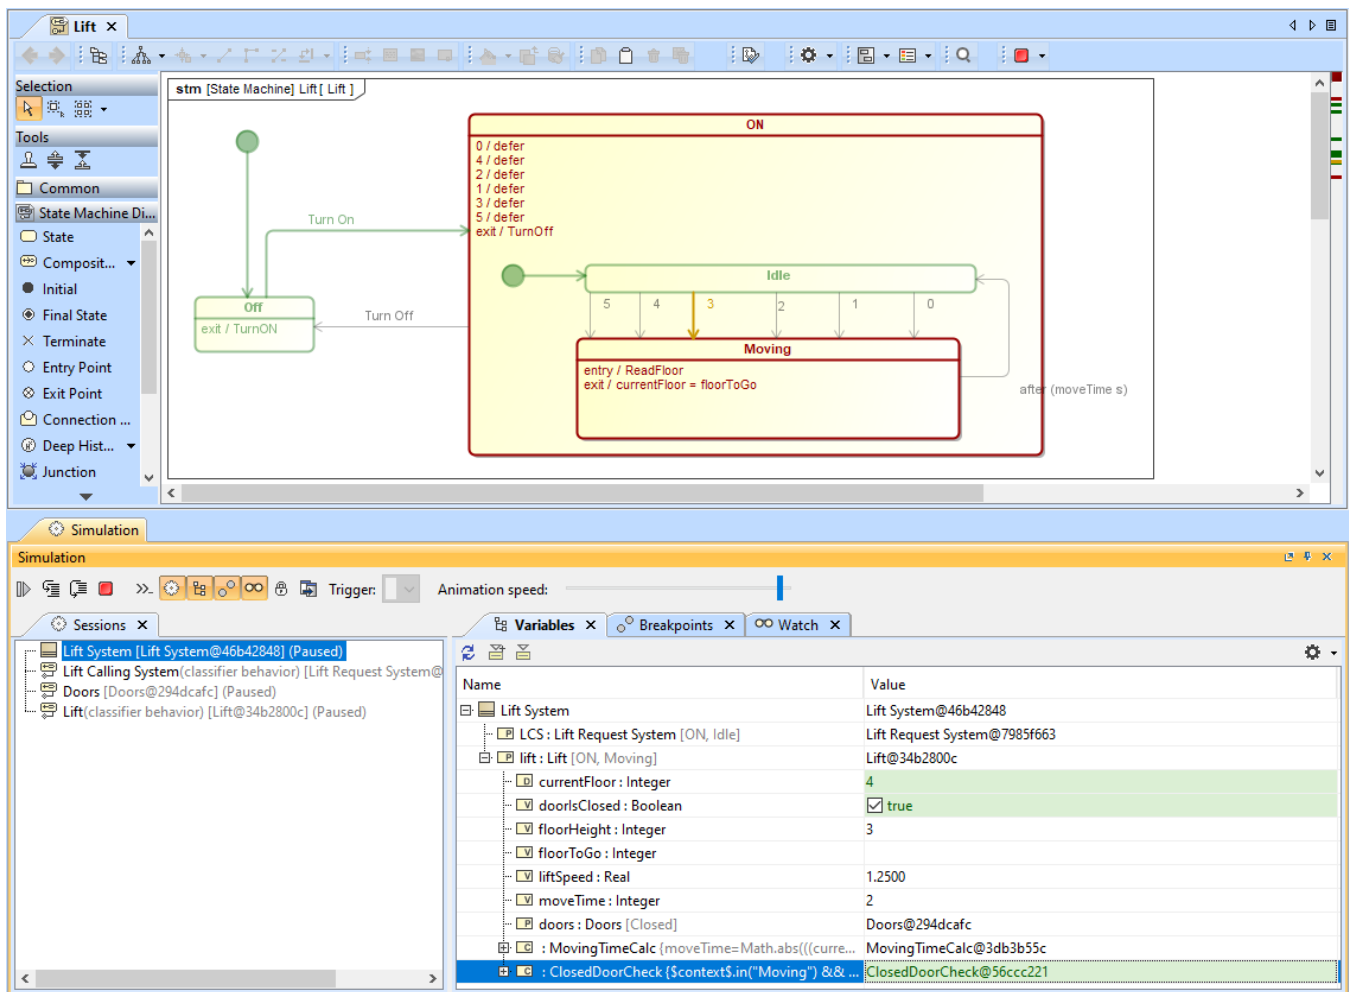 Lift
Selection
Tools
Common
State Machine Di...
State
Composit...
Initial
Final State
Terminate
Entry Point
Exit Point
Connection ...
Deep Hist...
Junction
stm [State Machine] Lift[ Lift ]
ON
0 / defer
4 / defer
2 / defer
1 / defer
3 / defer
5 / defer
exit / TurnOff
Turn On
Idle
5 4 3 2 1 0
Off
exit / TurnON
Turn Off
Moving
entry / ReadFloor
exit / currentFloor = floorToGo
after (moveTime s)
Simulation
Simulation
Trigger:
Animation speed:
Sessions
Lift System [Lift System@46b42848] (Paused)
Lift Calling System(classifier behavior) [Lift Request System@
Doors [Doors@294dcafc] (Paused)
Lift(classifier behavior) [Lift@34b2800c] (Paused)
Variables Breakpoints Watch
Name Value
Lift System Lift System@46b42848
LCS : Lift Request System [ON, Idle] Lift Request System@7985f663
lift : Lift [ON, Moving] Lift@34b2800c
currentFloor : Integer 4
doorIsClosed : Boolean true
floorHeight : Integer 3
floorToGo : Integer
liftSpeed : Real 1.2500
moveTime : Integer 2
doors : Doors [Closed] Doors@294dcafc
: MovingTimeCalc {moveTime=Math.abs(((curre... MovingTimeCalc@3db3b55c
: ClosedDoorCheck {$context$.in("Moving") && ... ClosedDoorCheck@56ccc221